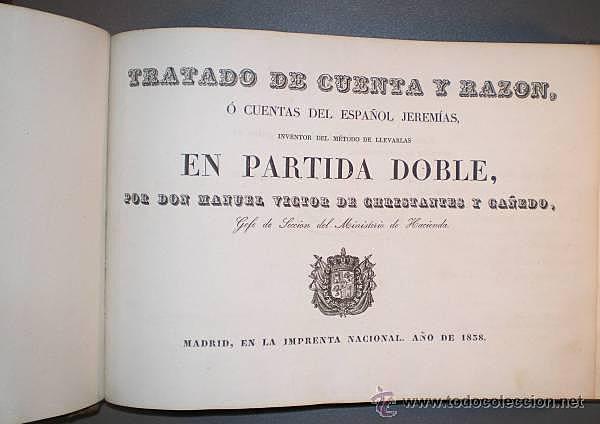 TRATADO DE CUENTA Y RAZON,
Ó CUENTAS DEL ESPAÑOL JEREMÍAS,
INVENTOR DEL MÉTODO DE LLEVARLAS
EN PARTIDA DOBLE,
POR DON MANUEL VICTOR DE CHRISTANTES Y CAÑEDO,
Gefe de Seccion del Ministerio de Hacienda.
MADRID, EN LA IMPRENTA NACIONAL. AÑO DE 1838.
www.todocoleccion.net